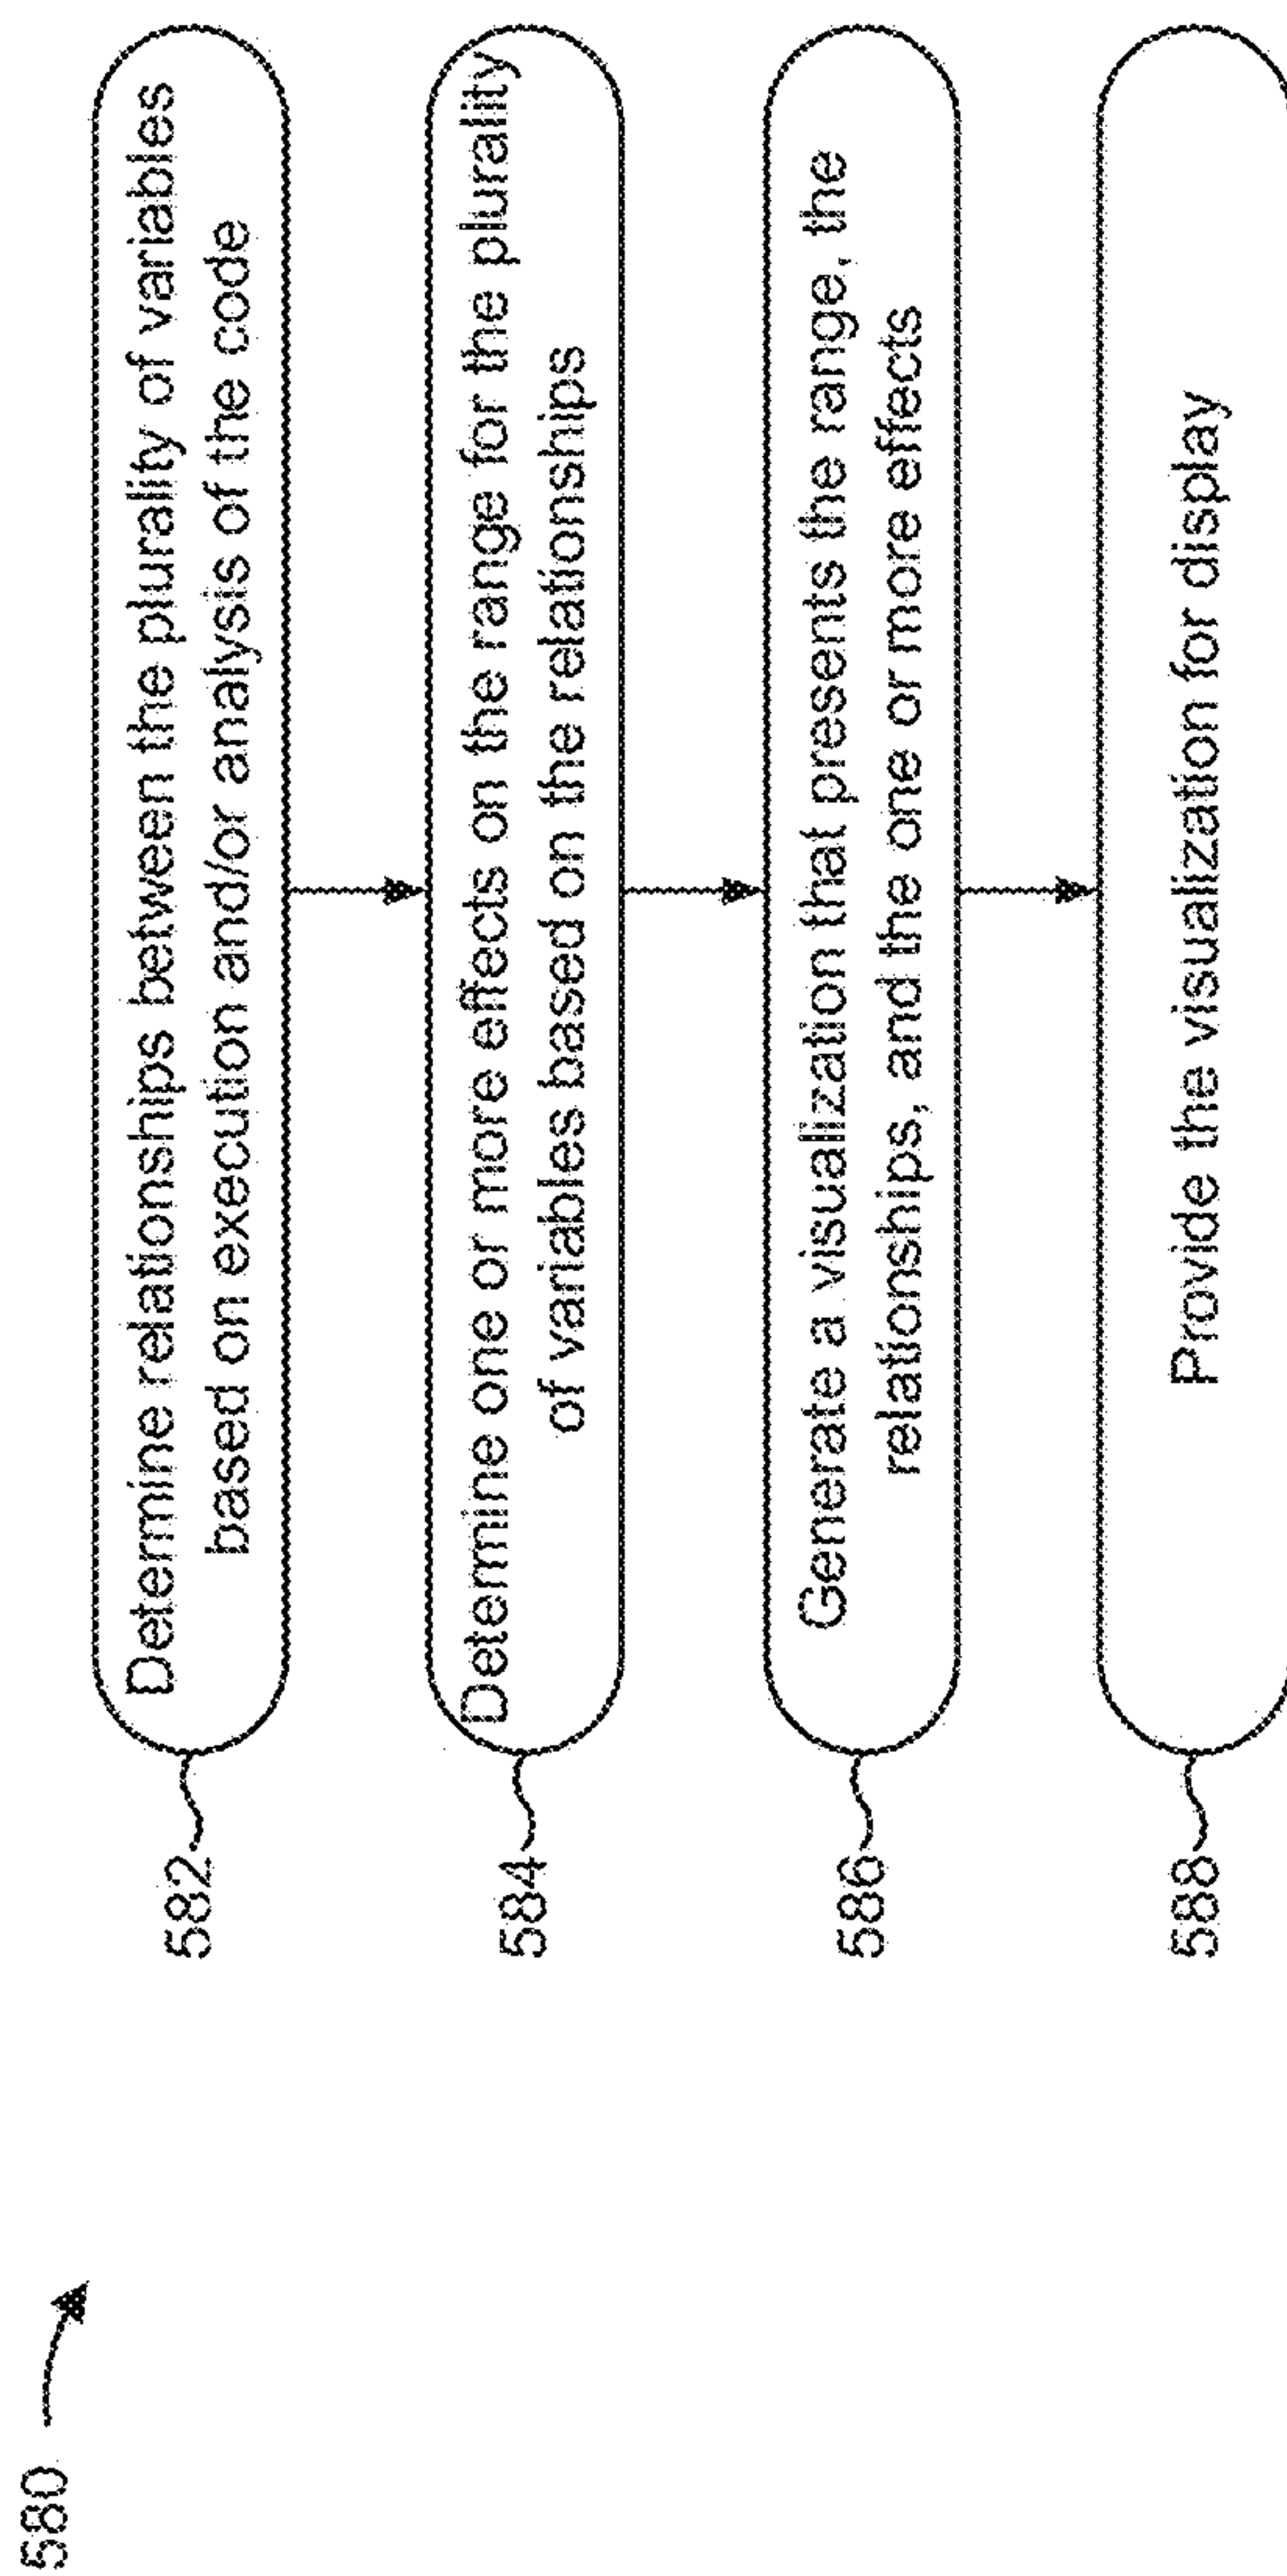 580
582
Determine relationships between the plurality of variables
based on execution and/or analysis of the code
584
Determine one or more effects on the range for the plurality
of variables based on the relationships
586
Generate a visualization that presents the range, the
relationships, and the one or more effects
588
Provide the visualization for display